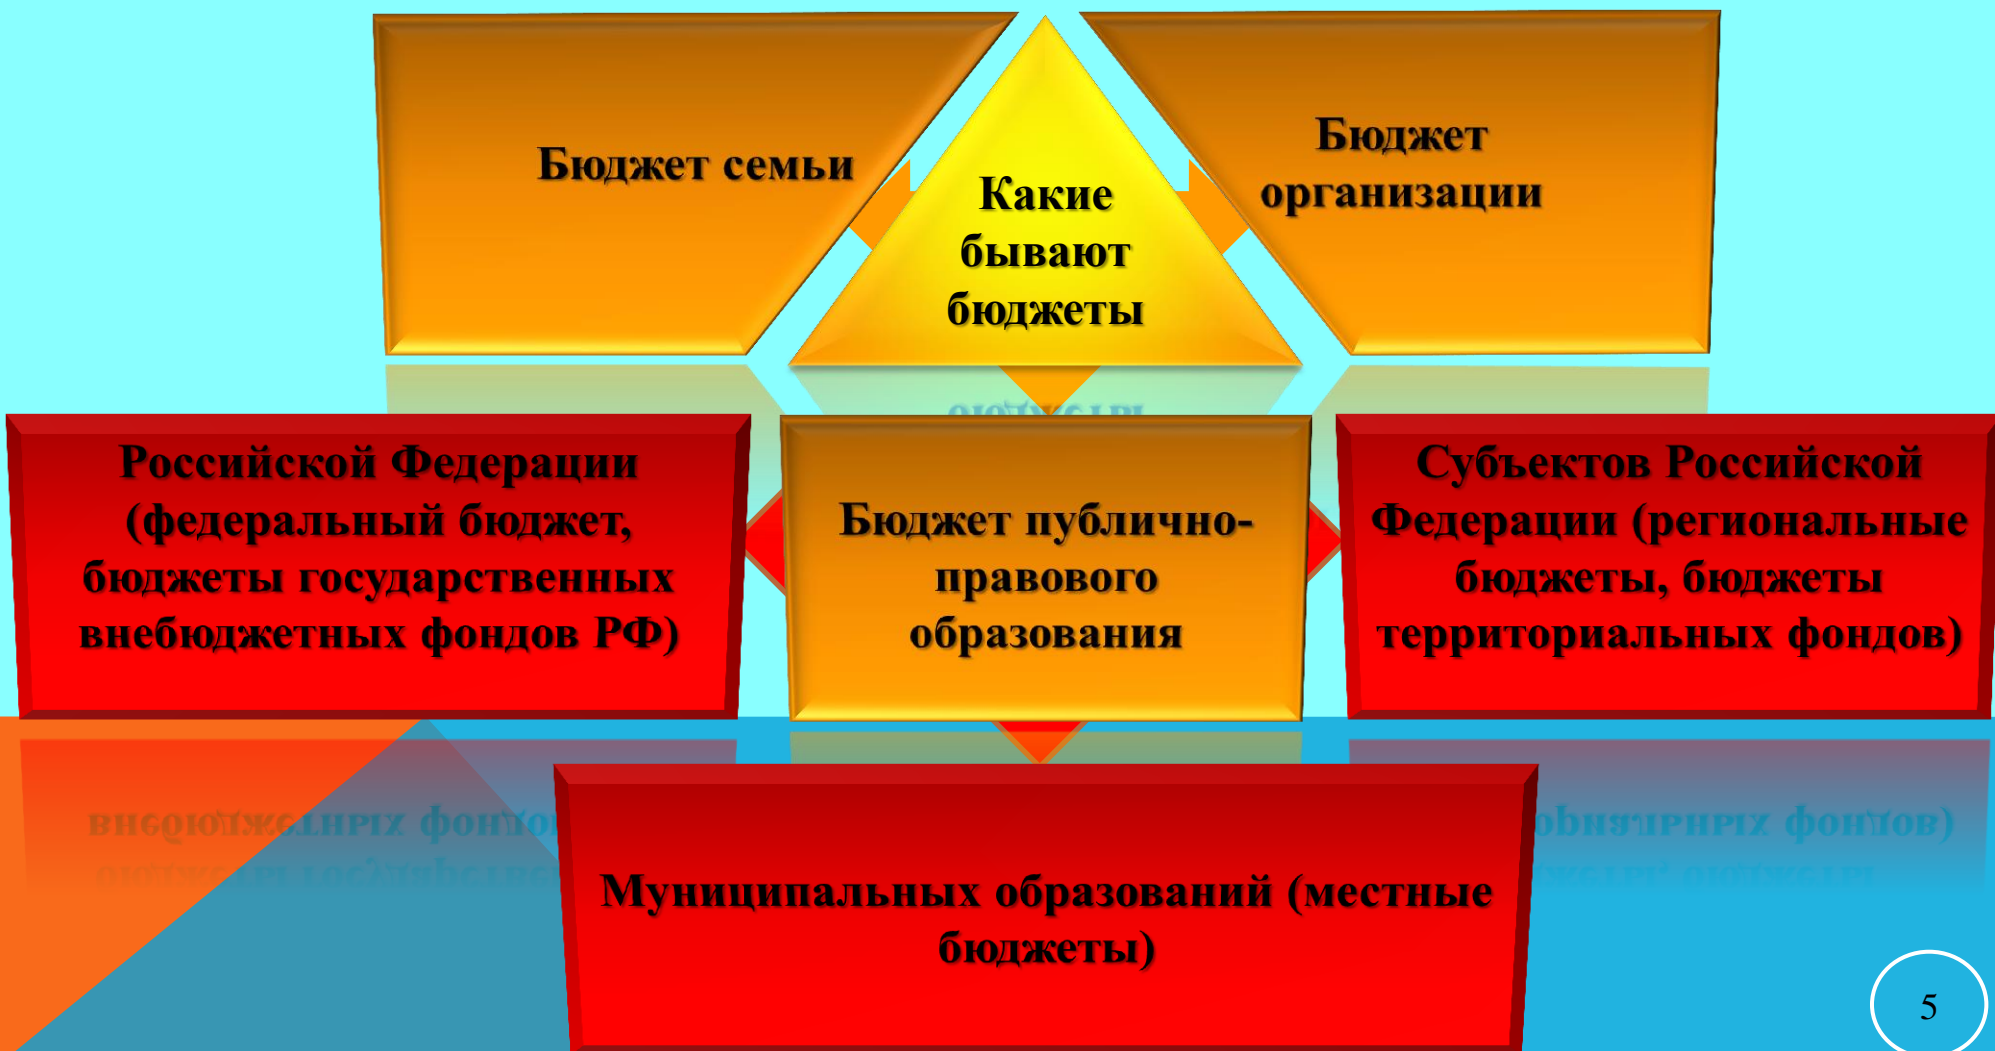 Бюджет семьи
Какие
бывают
бюджеты
Бюджет
организации
Российской Федерации
(федеральный бюджет,
бюджеты государственных
внебюджетных фондов РФ)
Бюджет публично-
правового
образования
Субъектов Российской
Федерации (региональные
бюджеты, бюджеты
территориальных фондов)
Муниципальных образований (местные
бюджеты)
5